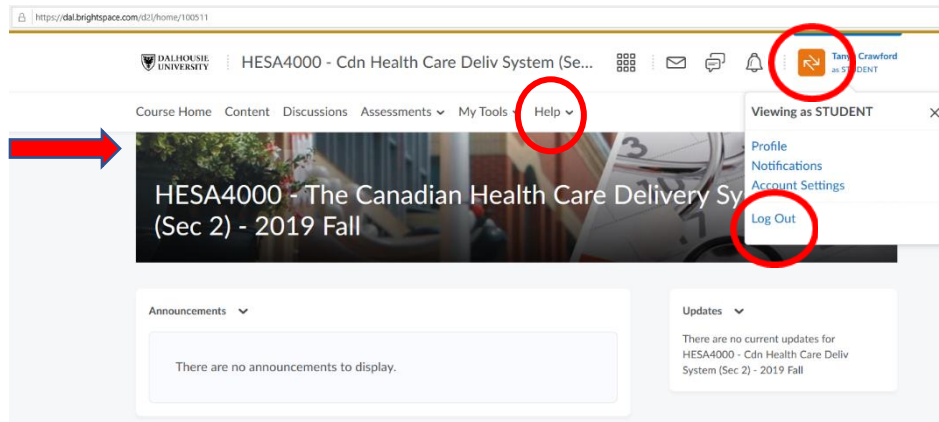 https://dal.brightspace.com/d2l/home/100511
DALHOUSIE
UNIVERSITY
HESA4000 - Cdn Health Care Deliv System (Se...
Tanya Crawford
as STUDENT
Course Home Content Discussions Assessments My Tools Help
Viewing as STUDENT
Profile
Notifications
Account Settings
Log Out
HESA4000 - The Canadian Health Care Delivery Sy
(Sec 2) - 2019 Fall
Announcements
There are no announcements to display.
Updates
There are no current updates for
HESA4000 - Cdn Health Care Deliv
System (Sec 2) - 2019 Fall